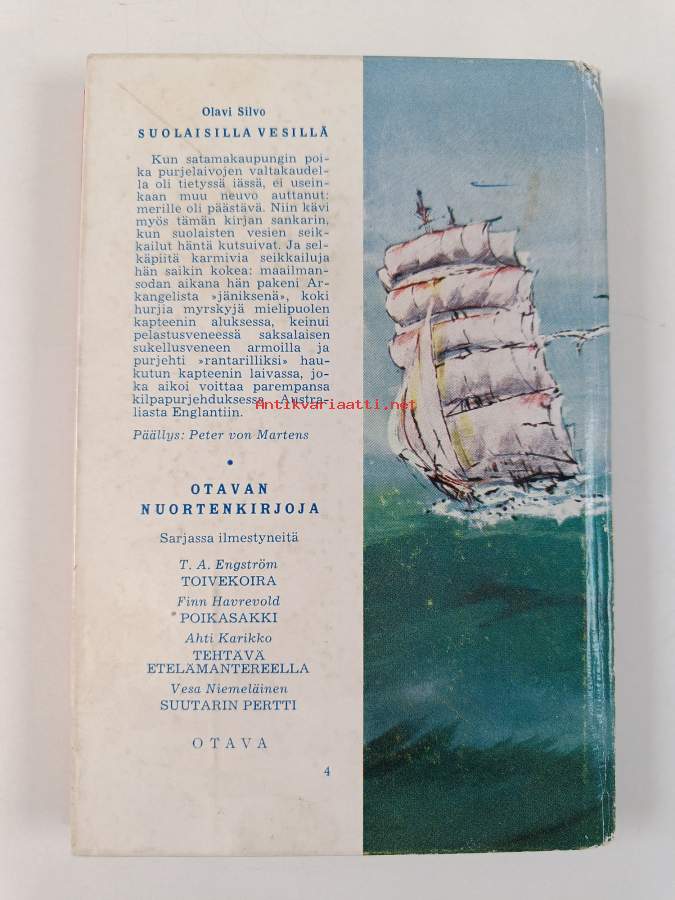 Olavi Silvo
SUOLAISILLA VESILLÄ
Kun satamakaupungin poi-
ka purjelaivojen valtakaudel-
la oli tietyssä iässä, ei usein-
kaan muu neuvo auttanut:
merille oli päästävä. Niin kävi
myös tämän kirjan sankarin,
kun suolaisten vesien seik-
kailut häntä kutsuivat. Ja sel-
käpiitä karmivia seikkailuja
hän saikin kokea: maailman-
sodan aikana hän pakeni Ar-
kangelista »jäniksenä», koki
hurjia myrskyjä mielipuolen
kapteenin aluksessa, keinui
pelastusveneessä saksalaisen
sukellusveneen armoilla ja
purjehti »rantarilliksi» hau-
kutun kapteenin laivassa, jo-
ka aikoi voittaa parempansa
kilpapurjehduksessa Austra-
liasta Englantiin.
Antikvariaatti.net
Päällys: Peter von Martens
•
OTAVAN
NUORTENKIRJOJA
Sarjassa ilmestyneitä
T. A. Engström
TOIVEKOIRA
Finn Havrevold
POIKASAKKI
Ahti Karikko
TEHTÄVÄ
ETELÄMANTEREELLA
Vesa Niemeläinen
SUUTARIN PERTTI
OTAVA
4